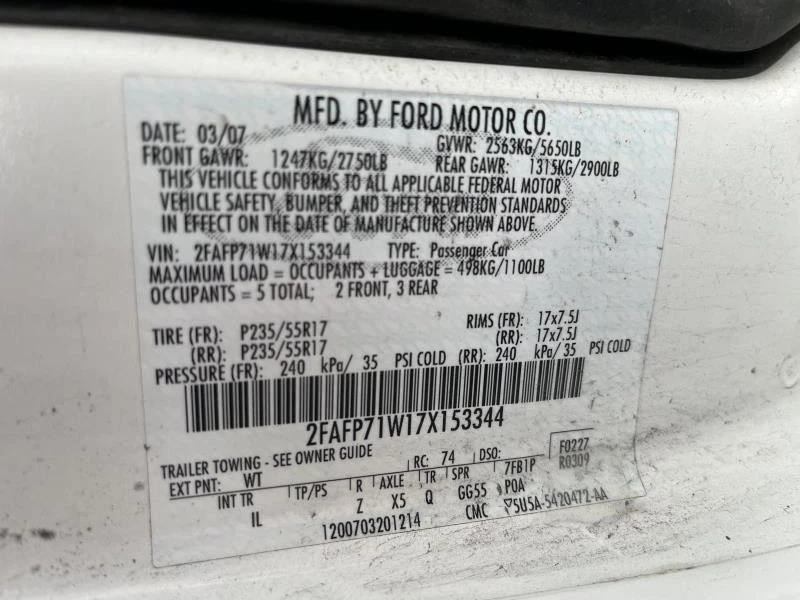 MFD. BY FORD MOTOR CO.
DATE: 03/07 GVWR: 2563KG/5650LB
FRONT GAWR: 1247KG/2750LB REAR GAWR: 1315KG/2900LB
THIS VEHICLE CONFORMS TO ALL APPLICABLE FEDERAL MOTOR
VEHICLE SAFETY, BUMPER, AND THEFT PREVENTION STANDARDS
IN EFFECT ON THE DATE OF MANUFACTURE SHOWN ABOVE.
VIN: 2FAFP71W17X153344 TYPE: Passenger Car
MAXIMUM LOAD = OCCUPANTS + LUGGAGE = 498KG/1100LB
OCCUPANTS = 5 TOTAL; 2 FRONT, 3 REAR
TIRE (FR): P235/55R17 RIMS (FR): 17x7.5J
(RR): P235/55R17 (RR): 17x7.5J
PRESSURE (FR): 240 kPa/ 35 PSI COLD (RR): 240 kPa/ 35 PSI COLD
2FAFP71W17X153344
TRAILER TOWING - SEE OWNER GUIDE F0227
EXT PNT: WT RC: 74 DSO: 7FB1P R0309
INT TR TP/PS R AXLE TR SPR POA
IL Z X5 Q GG55
1200703201214 CMC 5U5A-5420472-AA